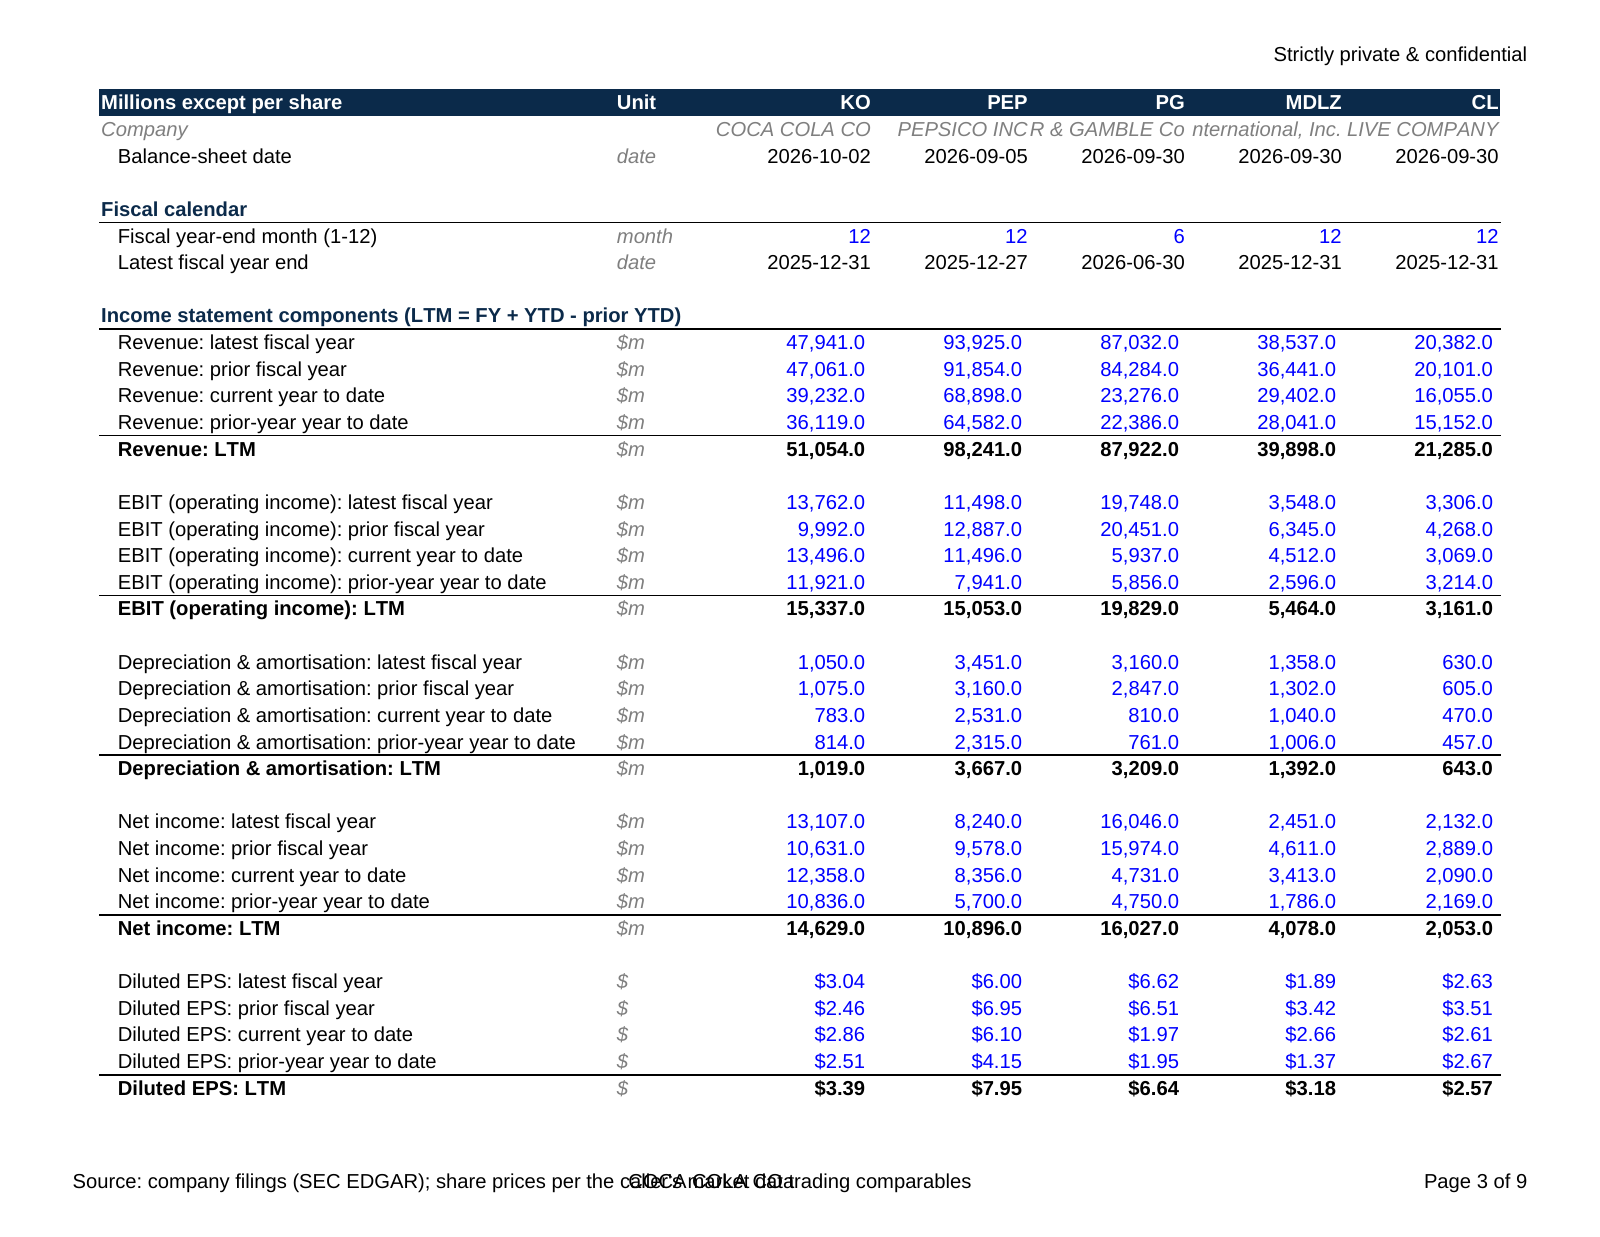 Strictly private & confidential
Millions except per share Unit KO PEP PG MDLZ CL
Company COCA COLA CO PEPSICO INC R & GAMBLE Co nternational, Inc. LIVE COMPANY
Balance-sheet date date 2026-10-02 2026-09-05 2026-09-30 2026-09-30 2026-09-30
Fiscal calendar
Fiscal year-end month (1-12) month 12 12 6 12 12
Latest fiscal year end date 2025-12-31 2025-12-27 2026-06-30 2025-12-31 2025-12-31
Income statement components (LTM = FY + YTD - prior YTD)
Revenue: latest fiscal year $m 47,941.0 93,925.0 87,032.0 38,537.0 20,382.0
Revenue: prior fiscal year $m 47,061.0 91,854.0 84,284.0 36,441.0 20,101.0
Revenue: current year to date $m 39,232.0 68,898.0 23,276.0 29,402.0 16,055.0
Revenue: prior-year year to date $m 36,119.0 64,582.0 22,386.0 28,041.0 15,152.0
Revenue: LTM $m 51,054.0 98,241.0 87,922.0 39,898.0 21,285.0
EBIT (operating income): latest fiscal year $m 13,762.0 11,498.0 19,748.0 3,548.0 3,306.0
EBIT (operating income): prior fiscal year $m 9,992.0 12,887.0 20,451.0 6,345.0 4,268.0
EBIT (operating income): current year to date $m 13,496.0 11,496.0 5,937.0 4,512.0 3,069.0
EBIT (operating income): prior-year year to date $m 11,921.0 7,941.0 5,856.0 2,596.0 3,214.0
EBIT (operating income): LTM $m 15,337.0 15,053.0 19,829.0 5,464.0 3,161.0
Depreciation & amortisation: latest fiscal year $m 1,050.0 3,451.0 3,160.0 1,358.0 630.0
Depreciation & amortisation: prior fiscal year $m 1,075.0 3,160.0 2,847.0 1,302.0 605.0
Depreciation & amortisation: current year to date $m 783.0 2,531.0 810.0 1,040.0 470.0
Depreciation & amortisation: prior-year year to date $m 814.0 2,315.0 761.0 1,006.0 457.0
Depreciation & amortisation: LTM $m 1,019.0 3,667.0 3,209.0 1,392.0 643.0
Net income: latest fiscal year $m 13,107.0 8,240.0 16,046.0 2,451.0 2,132.0
Net income: prior fiscal year $m 10,631.0 9,578.0 15,974.0 4,611.0 2,889.0
Net income: current year to date $m 12,358.0 8,356.0 4,731.0 3,413.0 2,090.0
Net income: prior-year year to date $m 10,836.0 5,700.0 4,750.0 1,786.0 2,169.0
Net income: LTM $m 14,629.0 10,896.0 16,027.0 4,078.0 2,053.0
Diluted EPS: latest fiscal year $ $3.04 $6.00 $6.62 $1.89 $2.63
Diluted EPS: prior fiscal year $ $2.46 $6.95 $6.51 $3.42 $3.51
Diluted EPS: current year to date $ $2.86 $6.10 $1.97 $2.66 $2.61
Diluted EPS: prior-year year to date $ $2.51 $4.15 $1.95 $1.37 $2.67
Diluted EPS: LTM $ $3.39 $7.95 $6.64 $3.18 $2.57
Source: company filings (SEC EDGAR); share prices per the caller's market data COCA COLA CO trading comparables Page 3 of 9